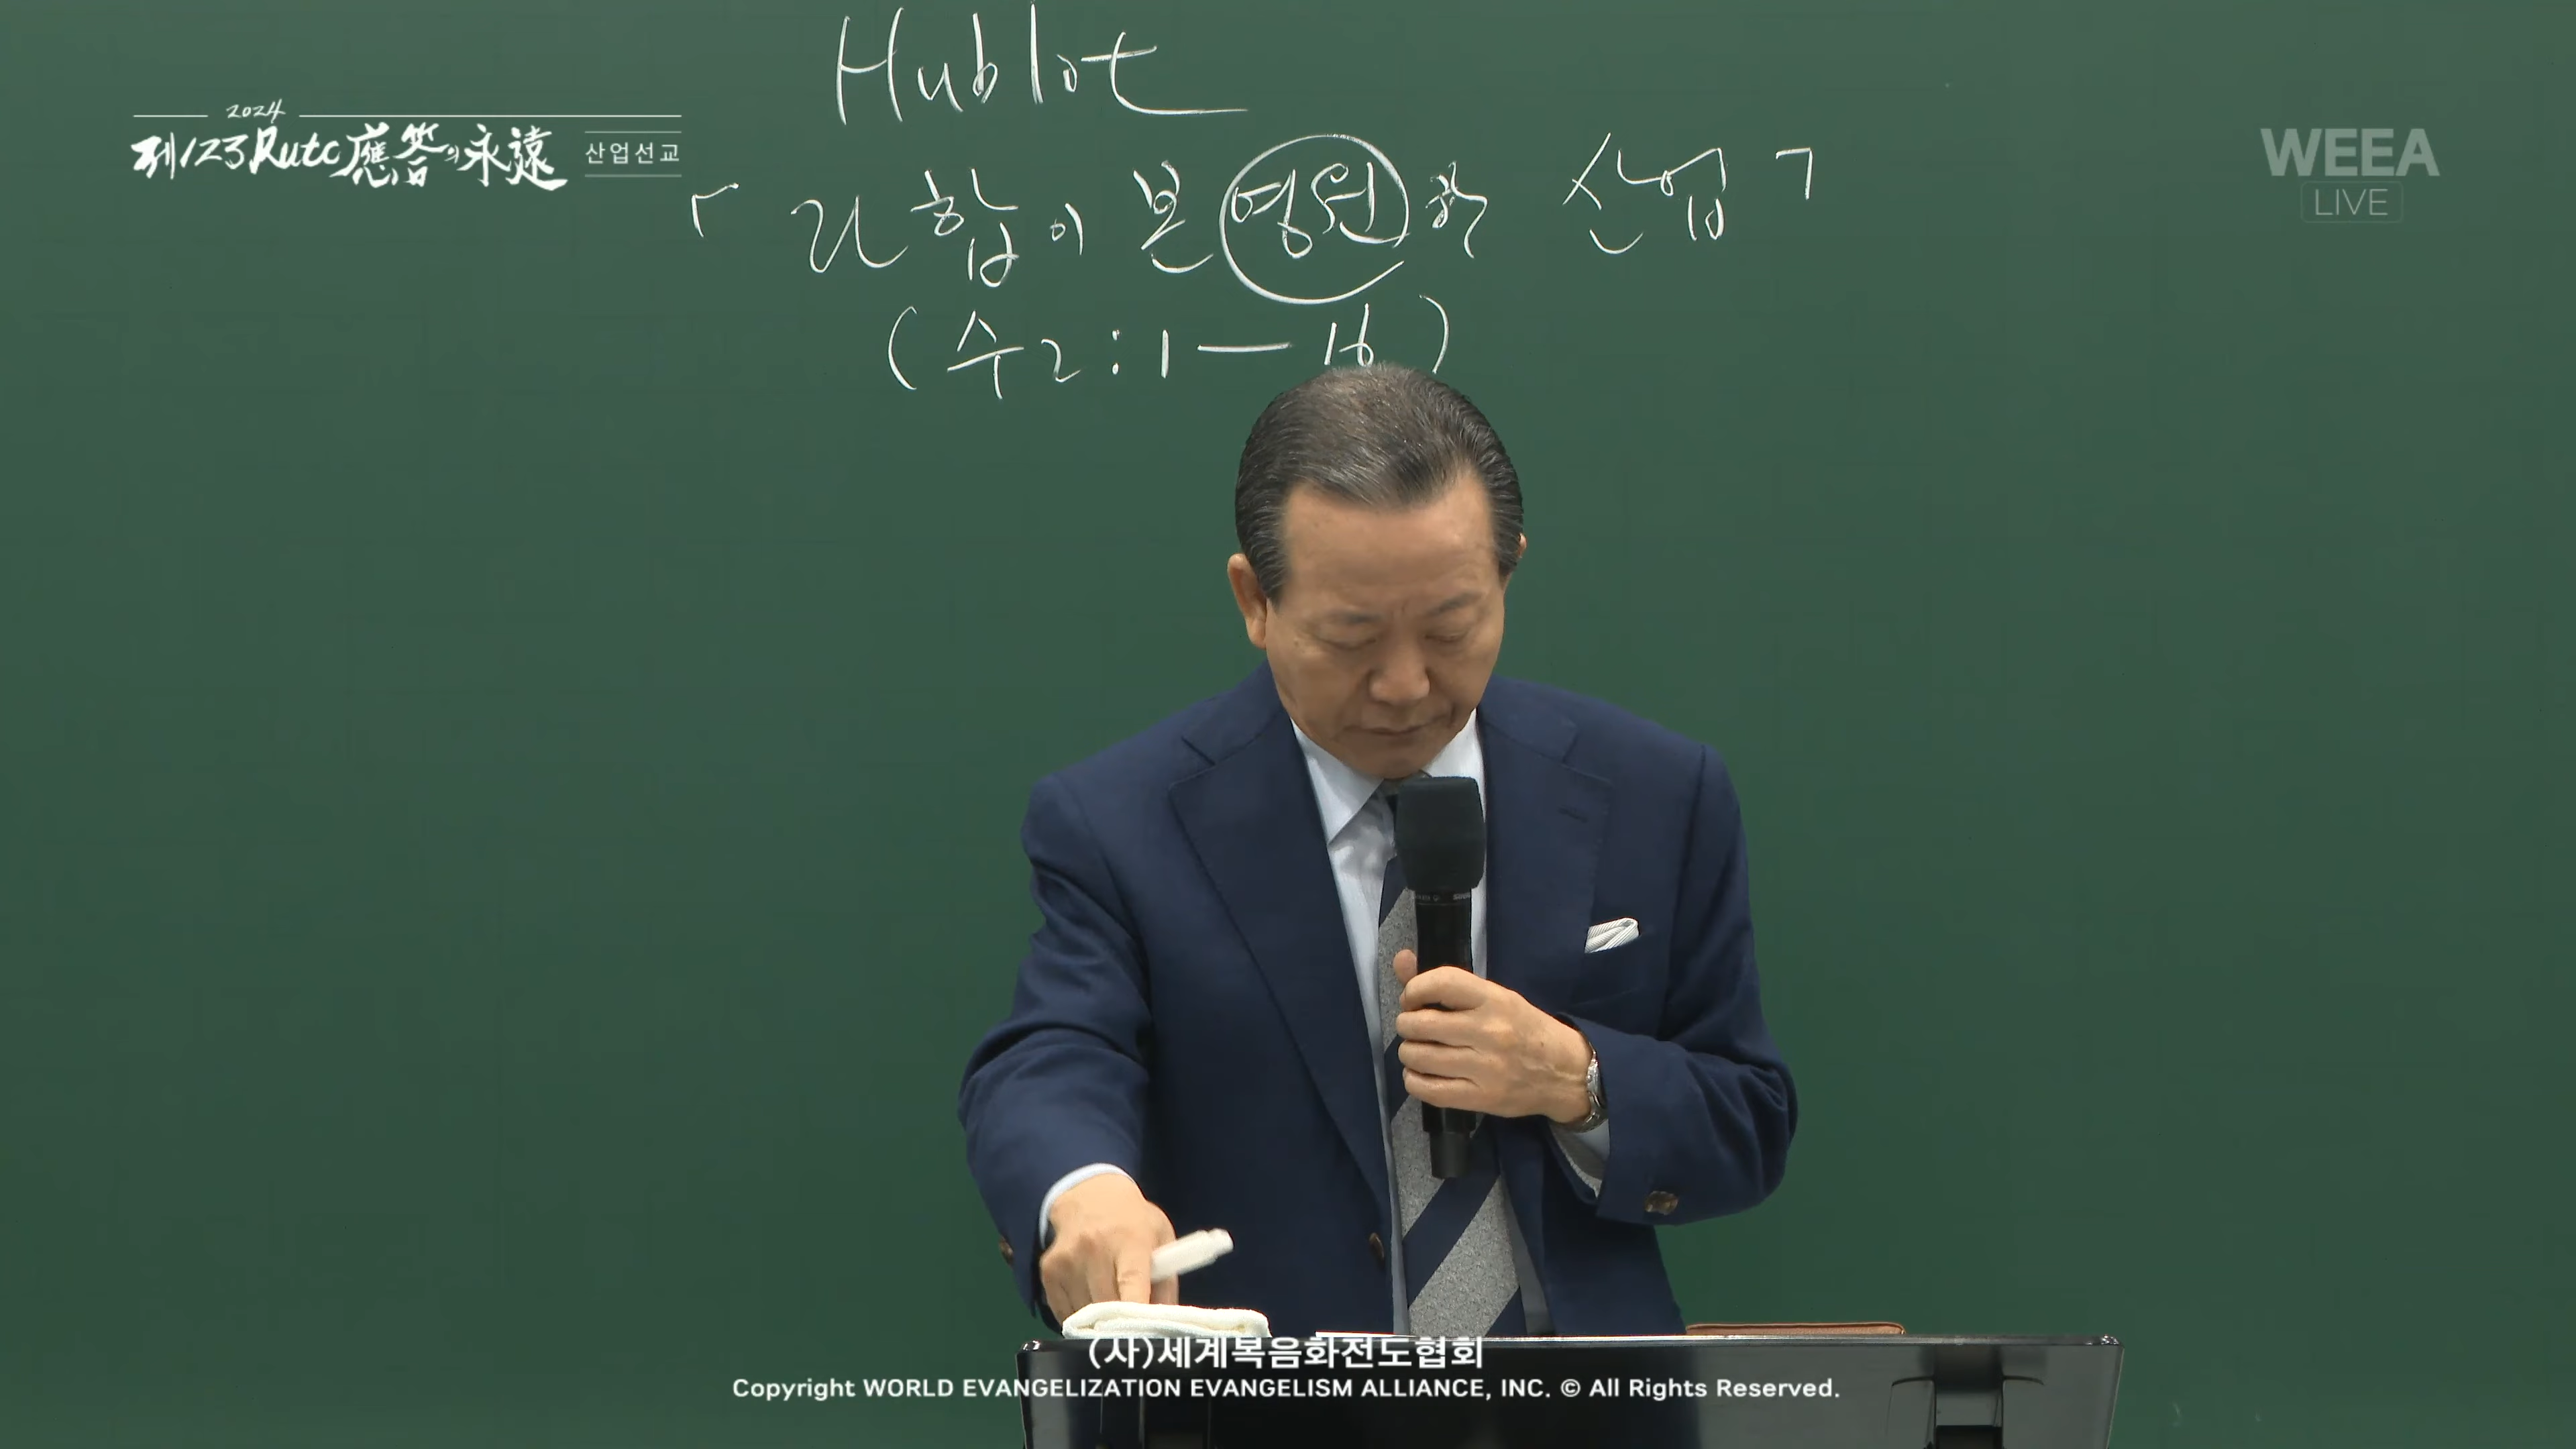 Hublot
2024
제123 Rutc 應答의 永遠
산업선교
WEEA
LIVE
「라합이 본 영원과 산업」
(수2:1—16)
(사)세계복음화전도협회
Copyright WORLD EVANGELIZATION EVANGELISM ALLIANCE, INC. © All Rights Reserved.